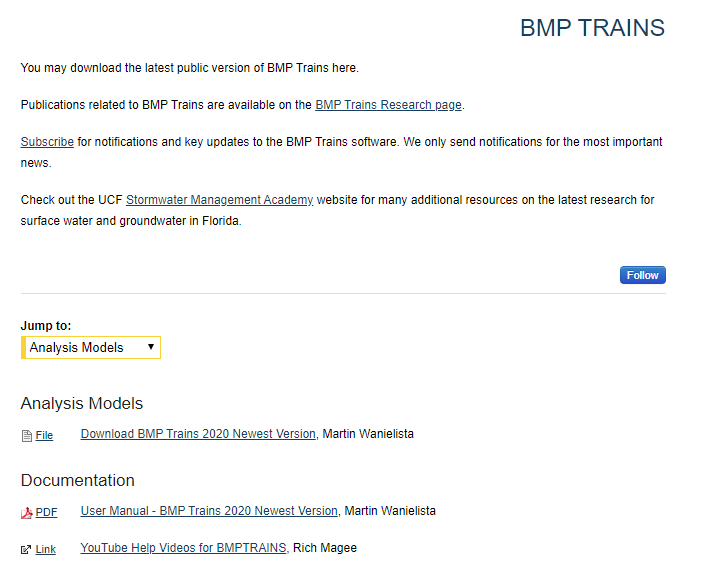 BMP TRAINS
You may download the latest public version of BMP Trains here.
Publications related to BMP Trains are available on the BMP Trains Research page.
Subscribe for notifications and key updates to the BMP Trains software. We only send notifications for the most important
news.
Check out the UCF Stormwater Management Academy website for many additional resources on the latest research for
surface water and groundwater in Florida.
Follow
Jump to:
Analysis Models
Analysis Models
File Download BMP Trains 2020 Newest Version, Martin Wanielista
Documentation
PDF User Manual - BMP Trains 2020 Newest Version, Martin Wanielista
Link YouTube Help Videos for BMPTRAINS, Rich Magee